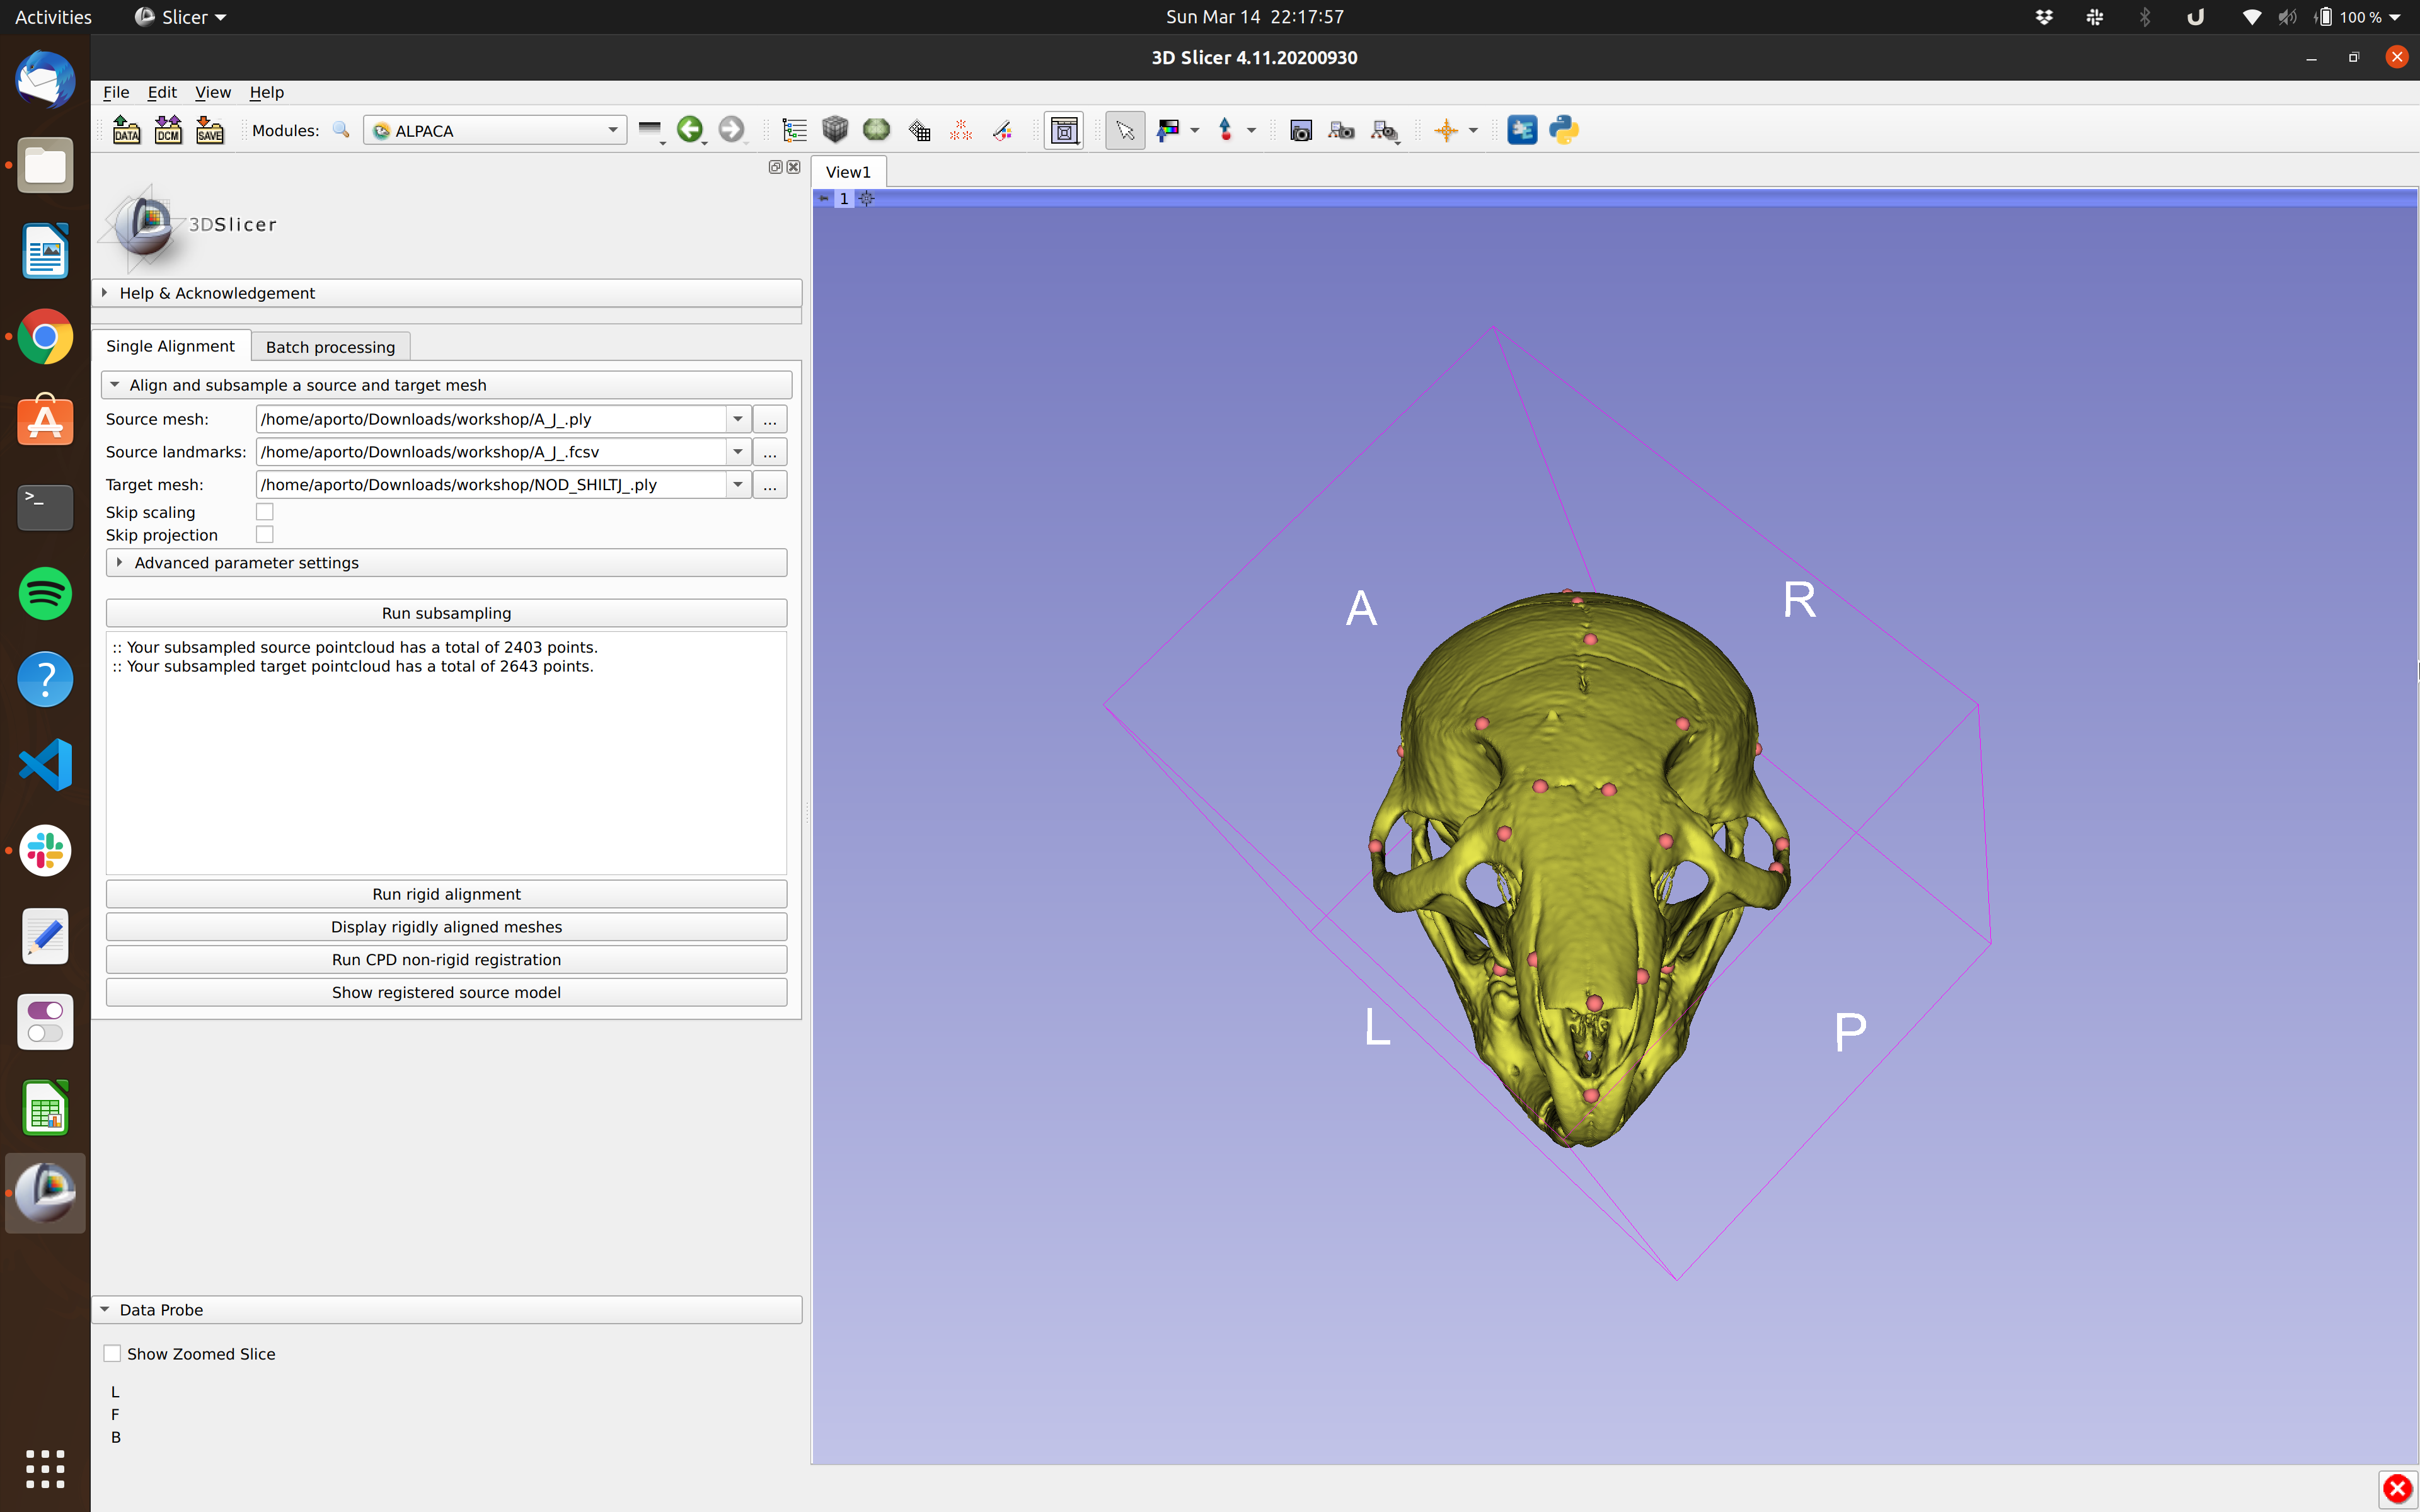 Activities
Slicer
Sun Mar 14 22:17:57
100 %
3D Slicer 4.11.20200930
File Edit View Help
DATA
DCM
SAVE
Modules:
ALPACA
View1
1
3DSlicer
Help & Acknowledgement
Single Alignment
Batch processing
Align and subsample a source and target mesh
Source mesh: /home/aporto/Downloads/workshop/A_J_.ply ...
Source landmarks: /home/aporto/Downloads/workshop/A_J_.fcsv ...
Target mesh: /home/aporto/Downloads/workshop/NOD_SHILTJ_.ply ...
Skip scaling
Skip projection
Advanced parameter settings
Run subsampling
:: Your subsampled source pointcloud has a total of 2403 points.
:: Your subsampled target pointcloud has a total of 2643 points.
Run rigid alignment
Display rigidly aligned meshes
Run CPD non-rigid registration
Show registered source model
A
R
L
P
Data Probe
Show Zoomed Slice
L
F
B